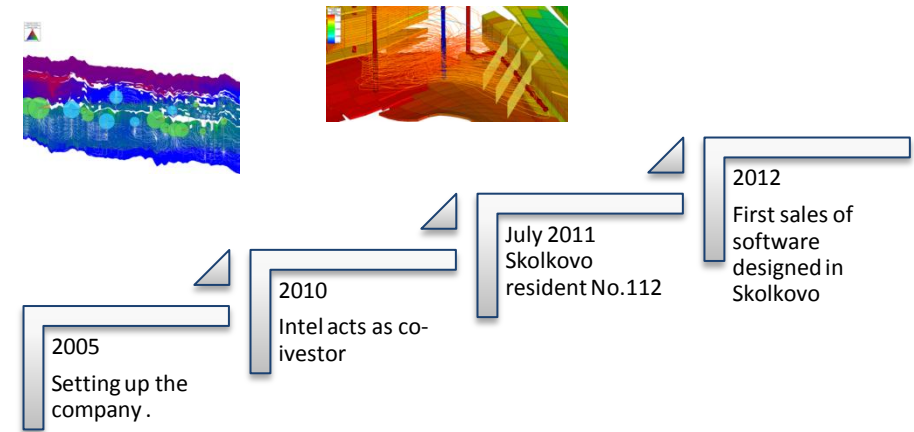 2005
Setting up the
company .
2010
Intel acts as co-
ivestor
July 2011
Skolkovo
resident No.112
2012
First sales of
software
designed in
Skolkovo